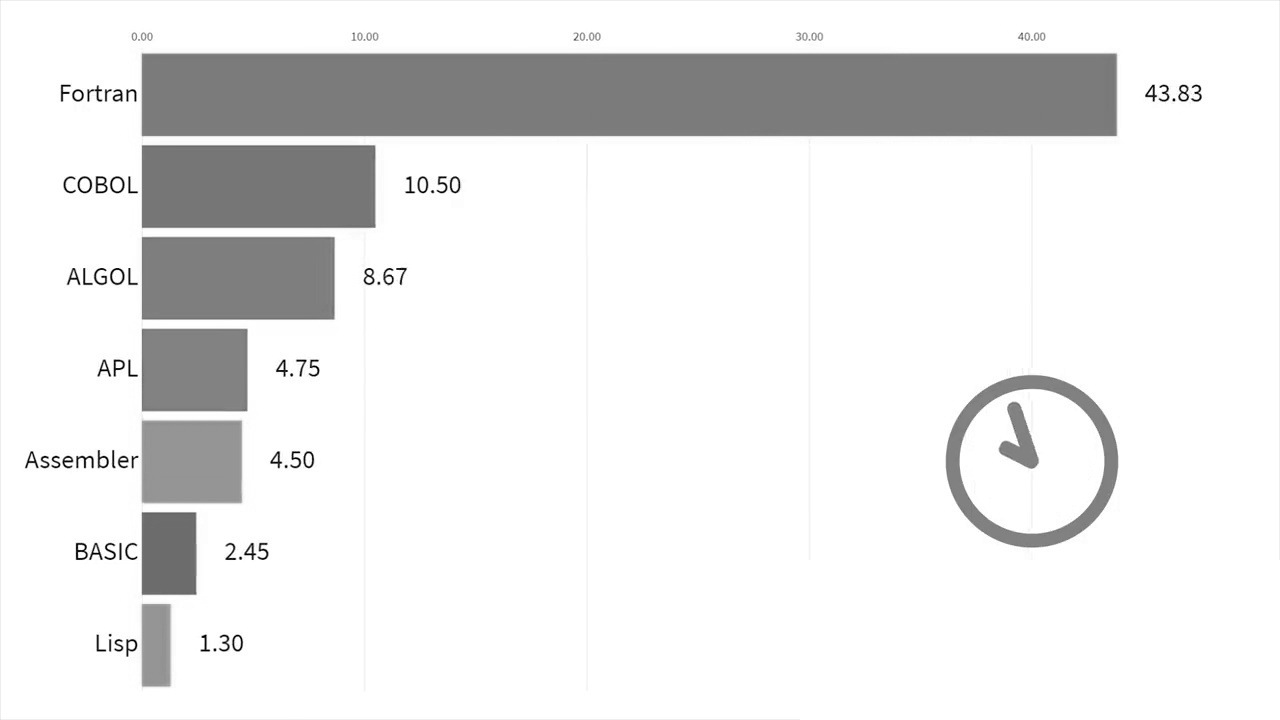 0.00 10.00 20.00 30.00 40.00
Fortran 43.83
COBOL 10.50
ALGOL 8.67
APL 4.75
Assembler 4.50
BASIC 2.45
Lisp 1.30